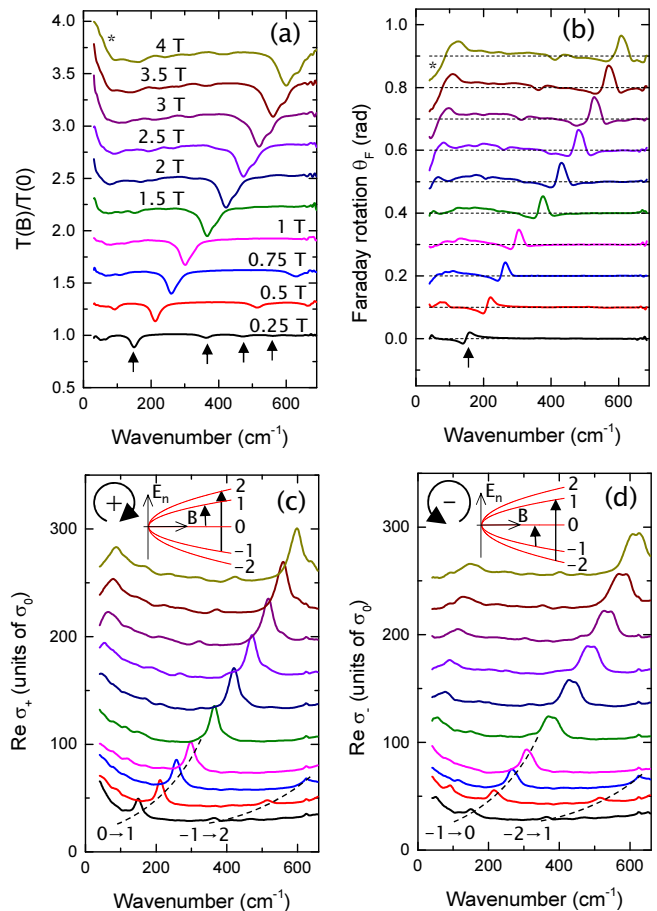 (a)
4.0
3.5
3.0
2.5
2.0
1.5
1.0
0.5
T(B)/T(0)
*
4 T
3.5 T
3 T
2.5 T
2 T
1.5 T
1 T
0.75 T
0.5 T
0.25 T
0 200 400 600
Wavenumber (cm⁻¹)
(b)
1.0
0.8
0.6
0.4
0.2
0.0
Faraday rotation θ_F (rad)
*
0 200 400 600
Wavenumber (cm⁻¹)
(c)
+
E_n
B
2
1
0
-1
-2
300
200
100
0
Re σ₊ (units of σ₀)
0→1
-1→2
0 200 400 600
Wavenumber (cm⁻¹)
(d)
−
E_n
B
2
1
0
-1
-2
300
200
100
0
Re σ₋ (units of σ₀)
-1→0
-2→1
0 200 400 600
Wavenumber (cm⁻¹)